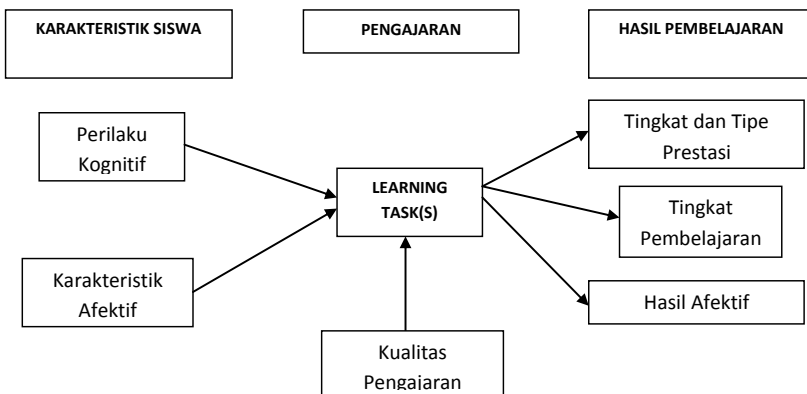 KARAKTERISTIK SISWA
PENGAJARAN
HASIL PEMBELAJARAN
Perilaku
Kognitif
Karakteristik
Afektif
LEARNING
TASK(S)
Kualitas
Pengajaran
Tingkat dan Tipe
Prestasi
Tingkat
Pembelajaran
Hasil Afektif